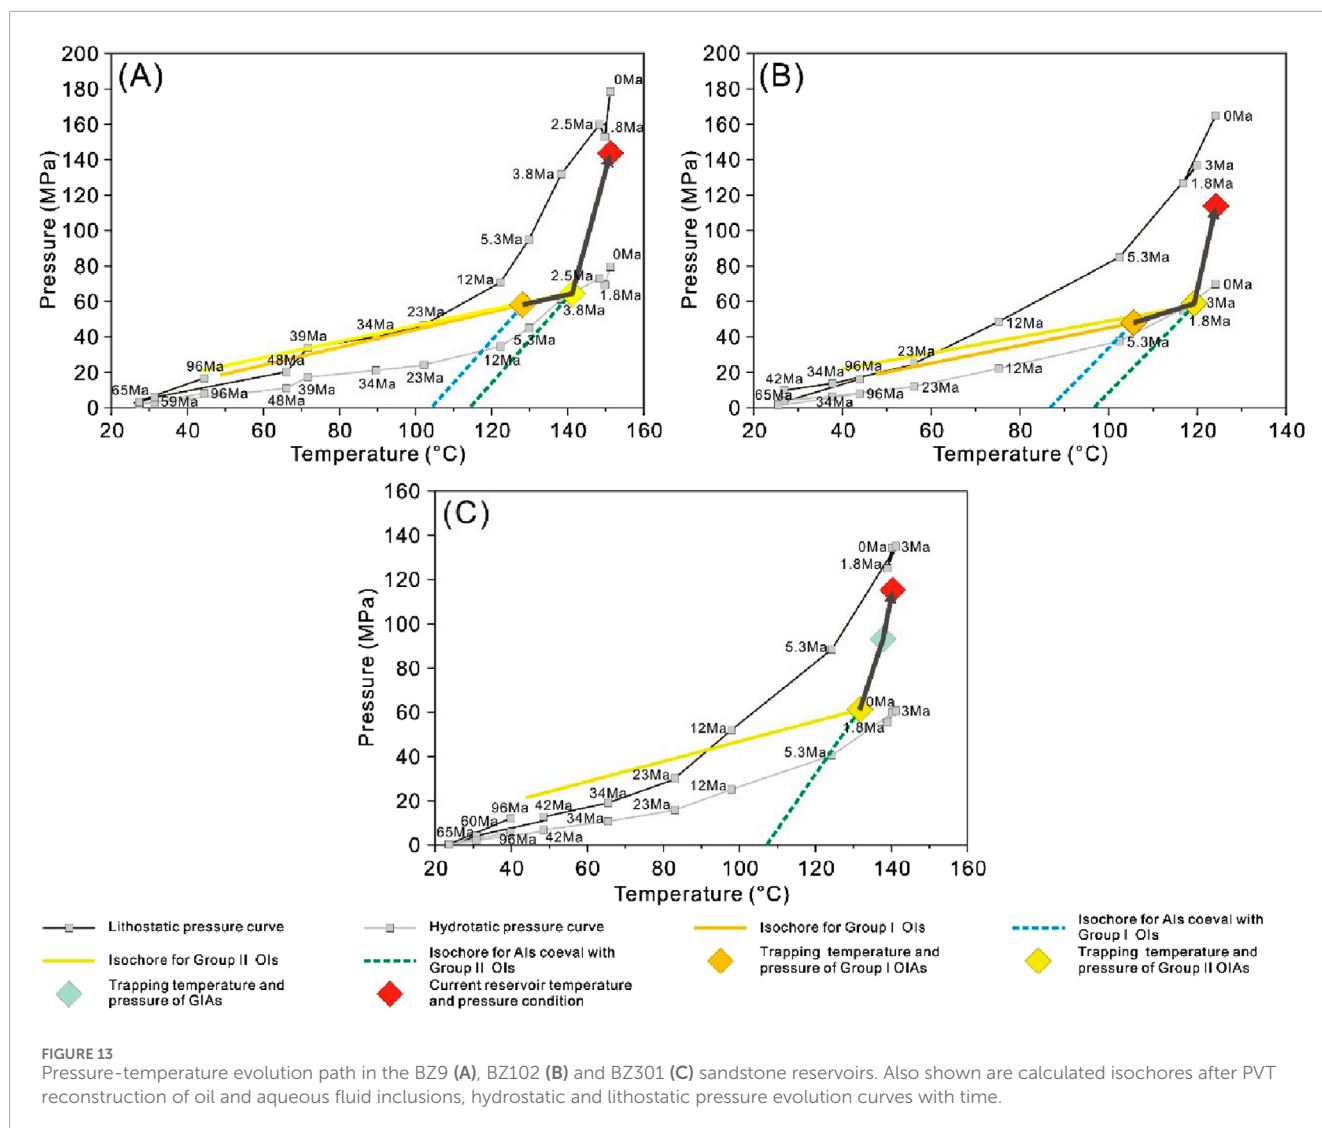 (A)
Pressure (MPa)
200
180
160
140
120
100
80
60
40
20
0
0Ma
2.5Ma
1.8Ma
3.8Ma
5.3Ma
12Ma
0Ma
2.5Ma
1.8Ma
3.8Ma
23Ma
34Ma
39Ma
5.3Ma
12Ma
96Ma
48Ma
23Ma
34Ma
39Ma
65Ma
59Ma
96Ma
48Ma
20 40 60 80 100 120 140 160
Temperature (°C)
(B)
Pressure (MPa)
200
180
160
140
120
100
80
60
40
20
0
0Ma
3Ma
1.8Ma
5.3Ma
0Ma
3Ma
1.8Ma
12Ma
5.3Ma
23Ma
12Ma
42Ma
34Ma
96Ma
65Ma
34Ma
96Ma
23Ma
20 40 60 80 100 120 140
Temperature (°C)
(C)
Pressure (MPa)
160
140
120
100
80
60
40
20
0
0Ma
3Ma
1.8Ma
5.3Ma
0Ma
3Ma
1.8Ma
12Ma
5.3Ma
23Ma
12Ma
34Ma
23Ma
96Ma
42Ma
60Ma
34Ma
65Ma
96Ma
42Ma
20 40 60 80 100 120 140 160
Temperature (°C)
Lithostatic pressure curve
Hydrotatic pressure curve
Isochore for Group I OIs
Isochore for AIs coeval with
Group I OIs
Isochore for Group II OIs
Isochore for AIs coeval with
Group II OIs
Trapping temperature and
pressure of Group I OIAs
Trapping temperature and
pressure of Group II OIAs
Trapping temperature and
pressure of GIAs
Current reservoir temperature
and pressure condition
FIGURE 13
Pressure-temperature evolution path in the BZ9 (A), BZ102 (B) and BZ301 (C) sandstone reservoirs. Also shown are calculated isochores after PVT
reconstruction of oil and aqueous fluid inclusions, hydrostatic and lithostatic pressure evolution curves with time.